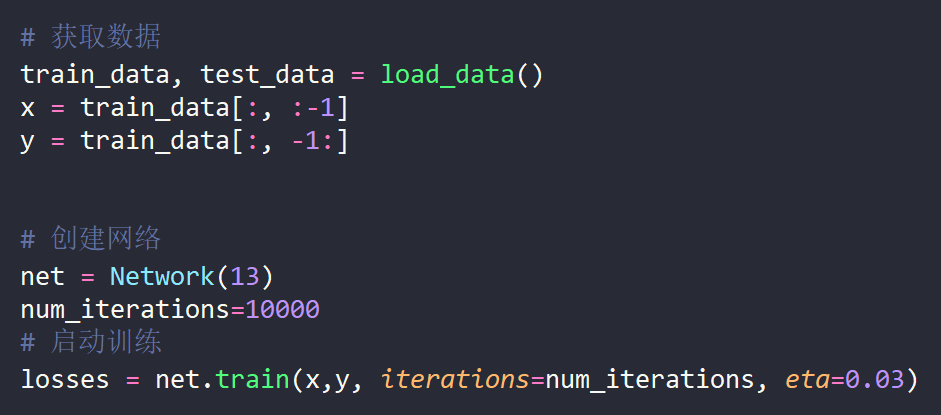 # 获取数据
train_data, test_data = load_data()
x = train_data[:, :-1]
y = train_data[:, -1:]
# 创建网络
net = Network(13)
num_iterations=10000
# 启动训练
losses = net.train(x,y, iterations=num_iterations, eta=0.03)